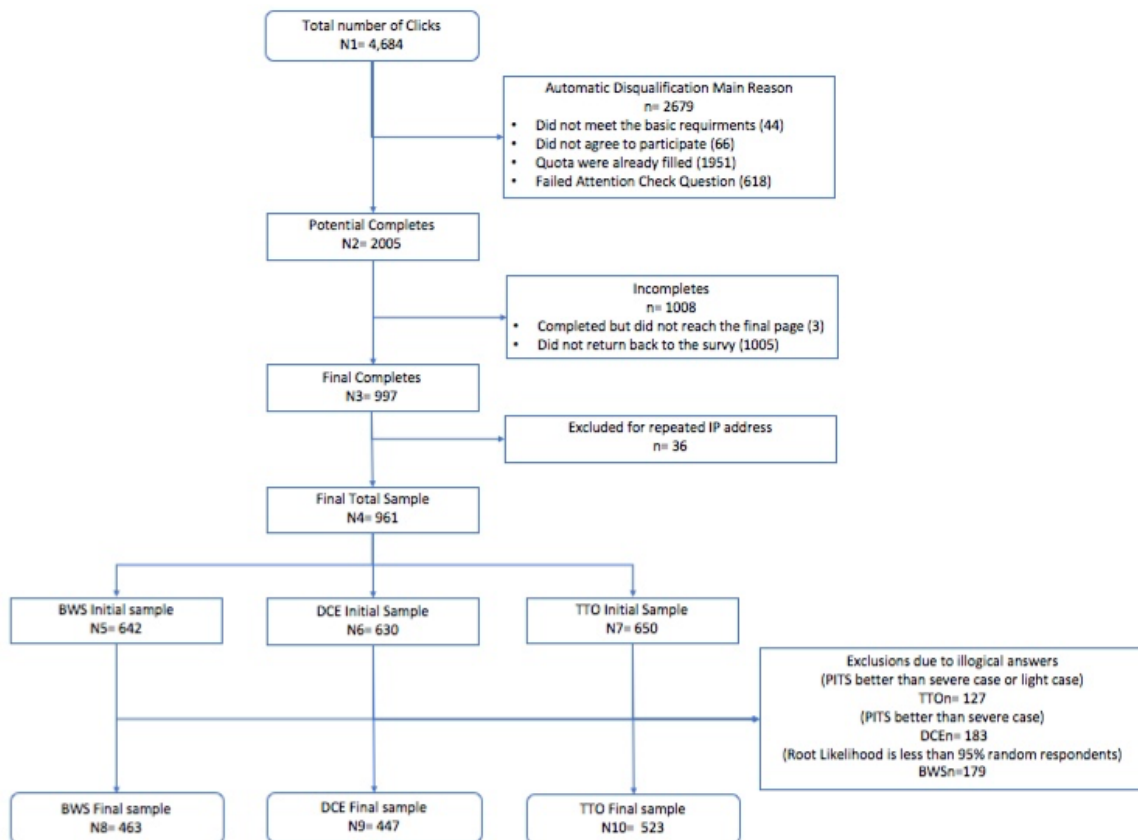 Total number of Clicks
N1= 4,684
Automatic Disqualification Main Reason
n= 2679
• Did not meet the basic requirments (44)
• Did not agree to participate (66)
• Quota were already filled (1951)
• Failed Attention Check Question (618)
Potential Completes
N2= 2005
Incompletes
n= 1008
• Completed but did not reach the final page (3)
• Did not return back to the survy (1005)
Final Completes
N3= 997
Excluded for repeated IP address
n= 36
Final Total Sample
N4= 961
BWS Initial sample
N5= 642
DCE Initial Sample
N6= 630
TTO Initial Sample
N7= 650
Exclusions due to illogical answers
(PITS better than severe case or light case)
TTOn= 127
(PITS better than severe case)
DCEn= 183
(Root Likelihood is less than 95% random respondents)
BWSn=179
BWS Final sample
N8= 463
DCE Final sample
N9= 447
TTO Final sample
N10= 523